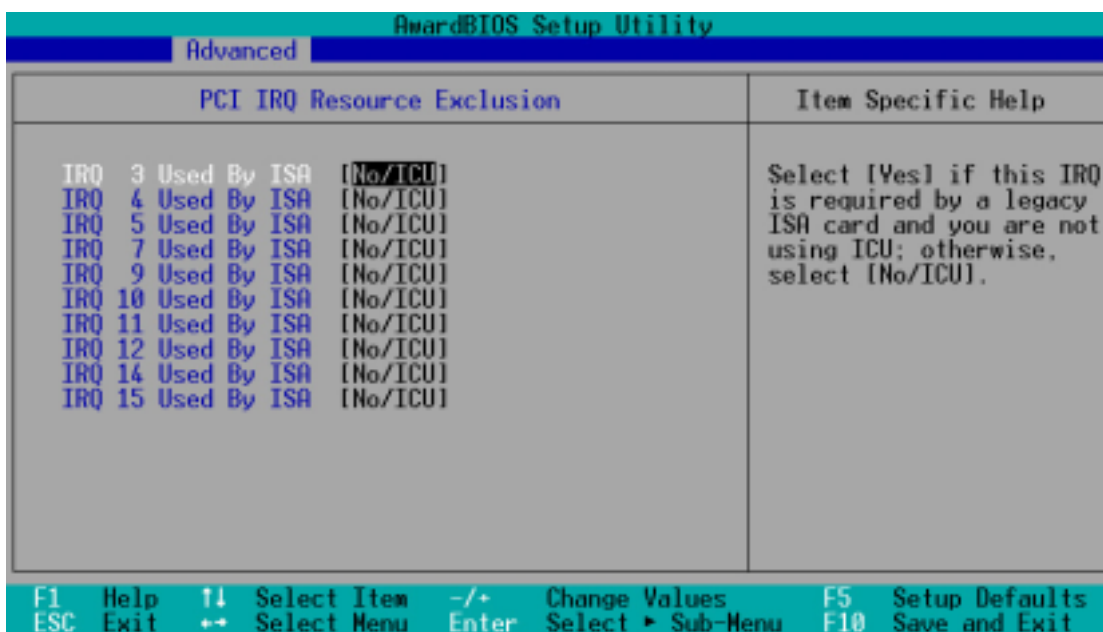 AwardBIOS Setup Utility
Advanced
PCI IRQ Resource Exclusion
IRQ 3 Used By ISA [No/ICU]
IRQ 4 Used By ISA [No/ICU]
IRQ 5 Used By ISA [No/ICU]
IRQ 7 Used By ISA [No/ICU]
IRQ 9 Used By ISA [No/ICU]
IRQ 10 Used By ISA [No/ICU]
IRQ 11 Used By ISA [No/ICU]
IRQ 12 Used By ISA [No/ICU]
IRQ 14 Used By ISA [No/ICU]
IRQ 15 Used By ISA [No/ICU]
Item Specific Help
Select [Yes] if this IRQ
is required by a legacy
ISA card and you are not
using ICU; otherwise,
select [No/ICU].
F1 Help ↑↓ Select Item -/+ Change Values F5 Setup Defaults
ESC Exit ←→ Select Menu Enter Select ► Sub-Menu F10 Save and Exit